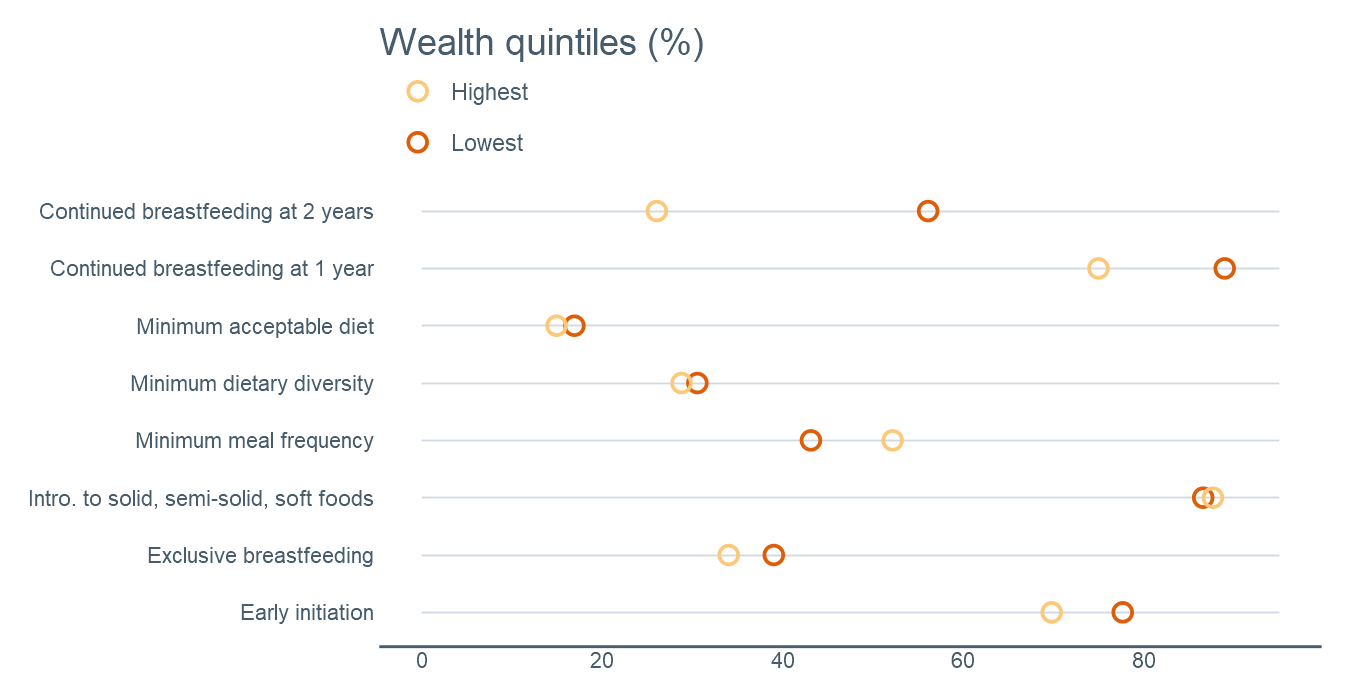 Wealth quintiles (%)
Highest
Lowest
Continued breastfeeding at 2 years
Continued breastfeeding at 1 year
Minimum acceptable diet
Minimum dietary diversity
Minimum meal frequency
Intro. to solid, semi-solid, soft foods
Exclusive breastfeeding
Early initiation
0 20 40 60 80